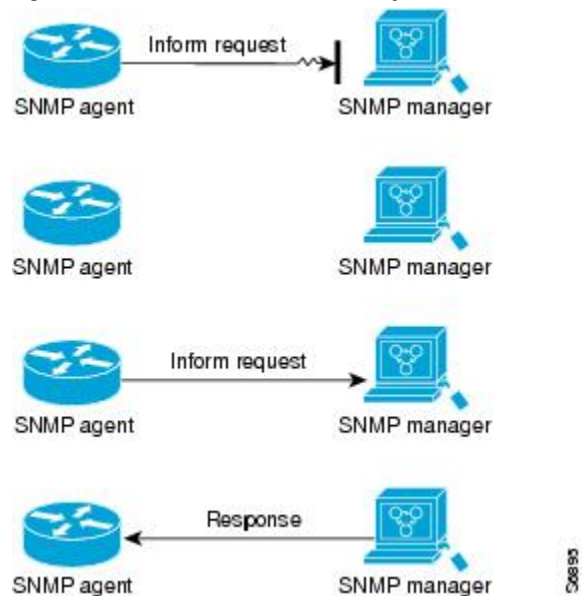 Inform request
SNMP agent SNMP manager
SNMP agent SNMP manager
Inform request
SNMP agent SNMP manager
Response
SNMP agent SNMP manager